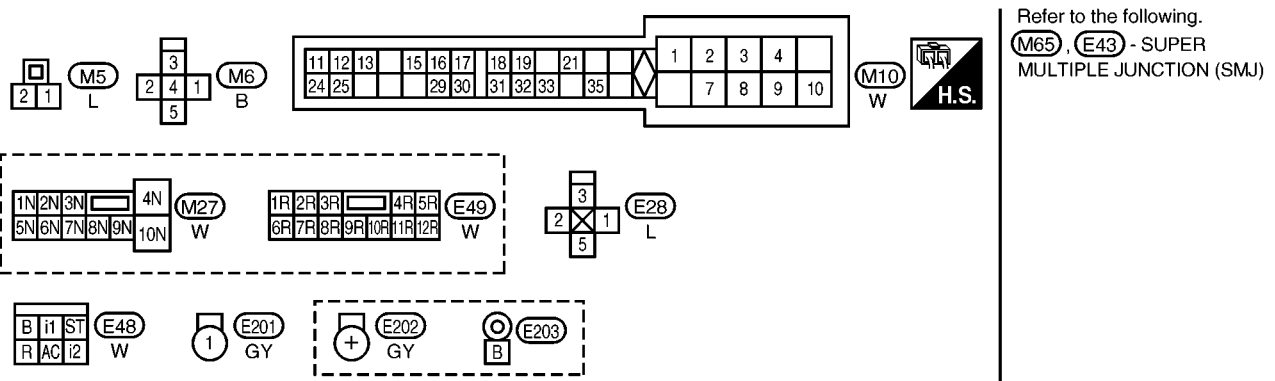 Refer to the following.
M65 , E43 - SUPER
MULTIPLE JUNCTION (SMJ)
2 1
M5
L
3
2 4 1
5
M6
B
11 12 13 15 16 17 18 19 21
24 25 29 30 31 32 33 35
1 2 3 4
7 8 9 10
M10
W
H.S.
1N 2N 3N 4N
5N 6N 7N 8N 9N 10N
M27
W
1R 2R 3R 4R 5R
6R 7R 8R 9R 10R 11R 12R
E49
W
3
2 1
5
E28
L
B i1 ST
R AC i2
E48
W
1
E201
GY
+
E202
GY
B
E203